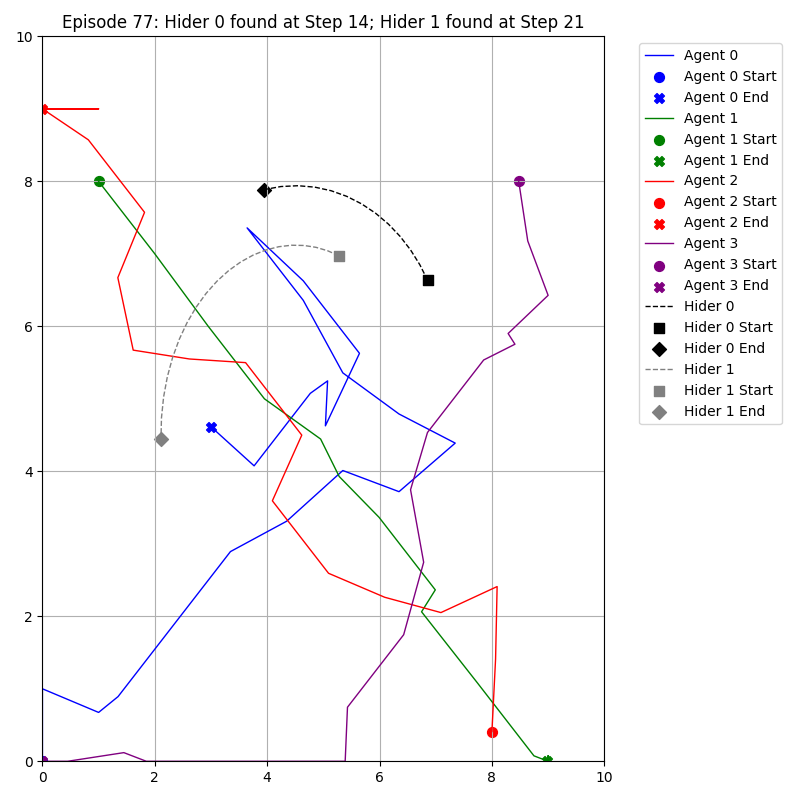 Episode 77: Hider 0 found at Step 14; Hider 1 found at Step 21
10
8
6
4
2
0
0
2
4
6
8
10
Agent 0
Agent 0 Start
Agent 0 End
Agent 1
Agent 1 Start
Agent 1 End
Agent 2
Agent 2 Start
Agent 2 End
Agent 3
Agent 3 Start
Agent 3 End
Hider 0
Hider 0 Start
Hider 0 End
Hider 1
Hider 1 Start
Hider 1 End